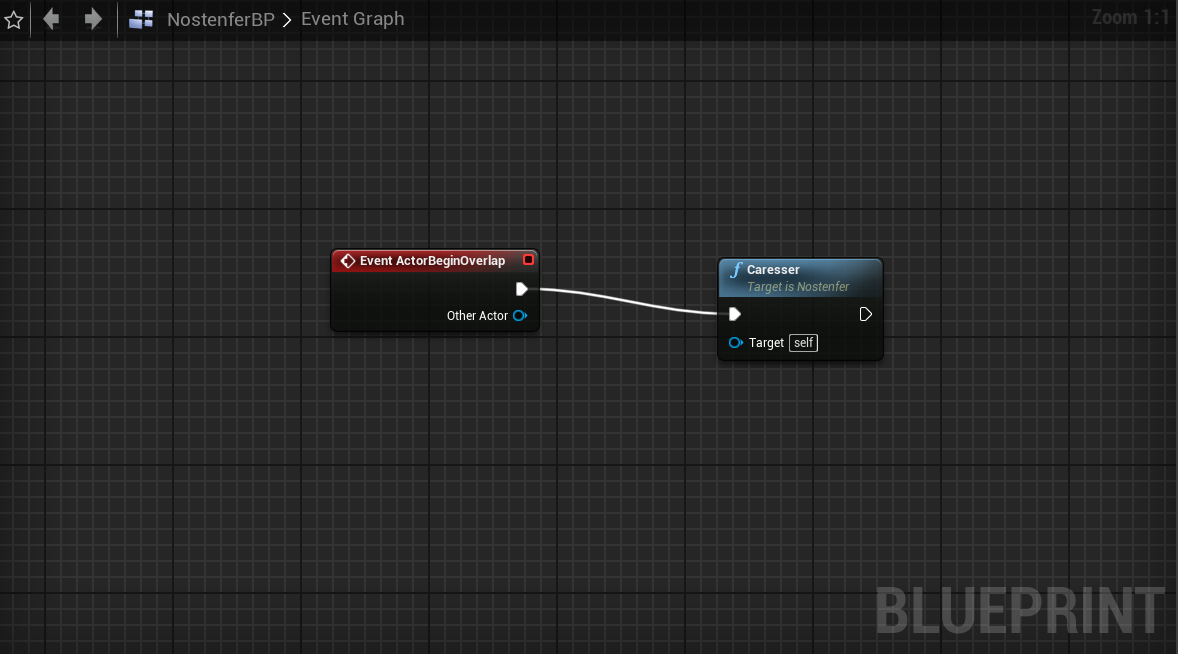 NostenferBP > Event Graph
Zoom 1:1
Event ActorBeginOverlap
Other Actor
f Caresser
Target is Nostenfer
Target self
BLUEPRINT